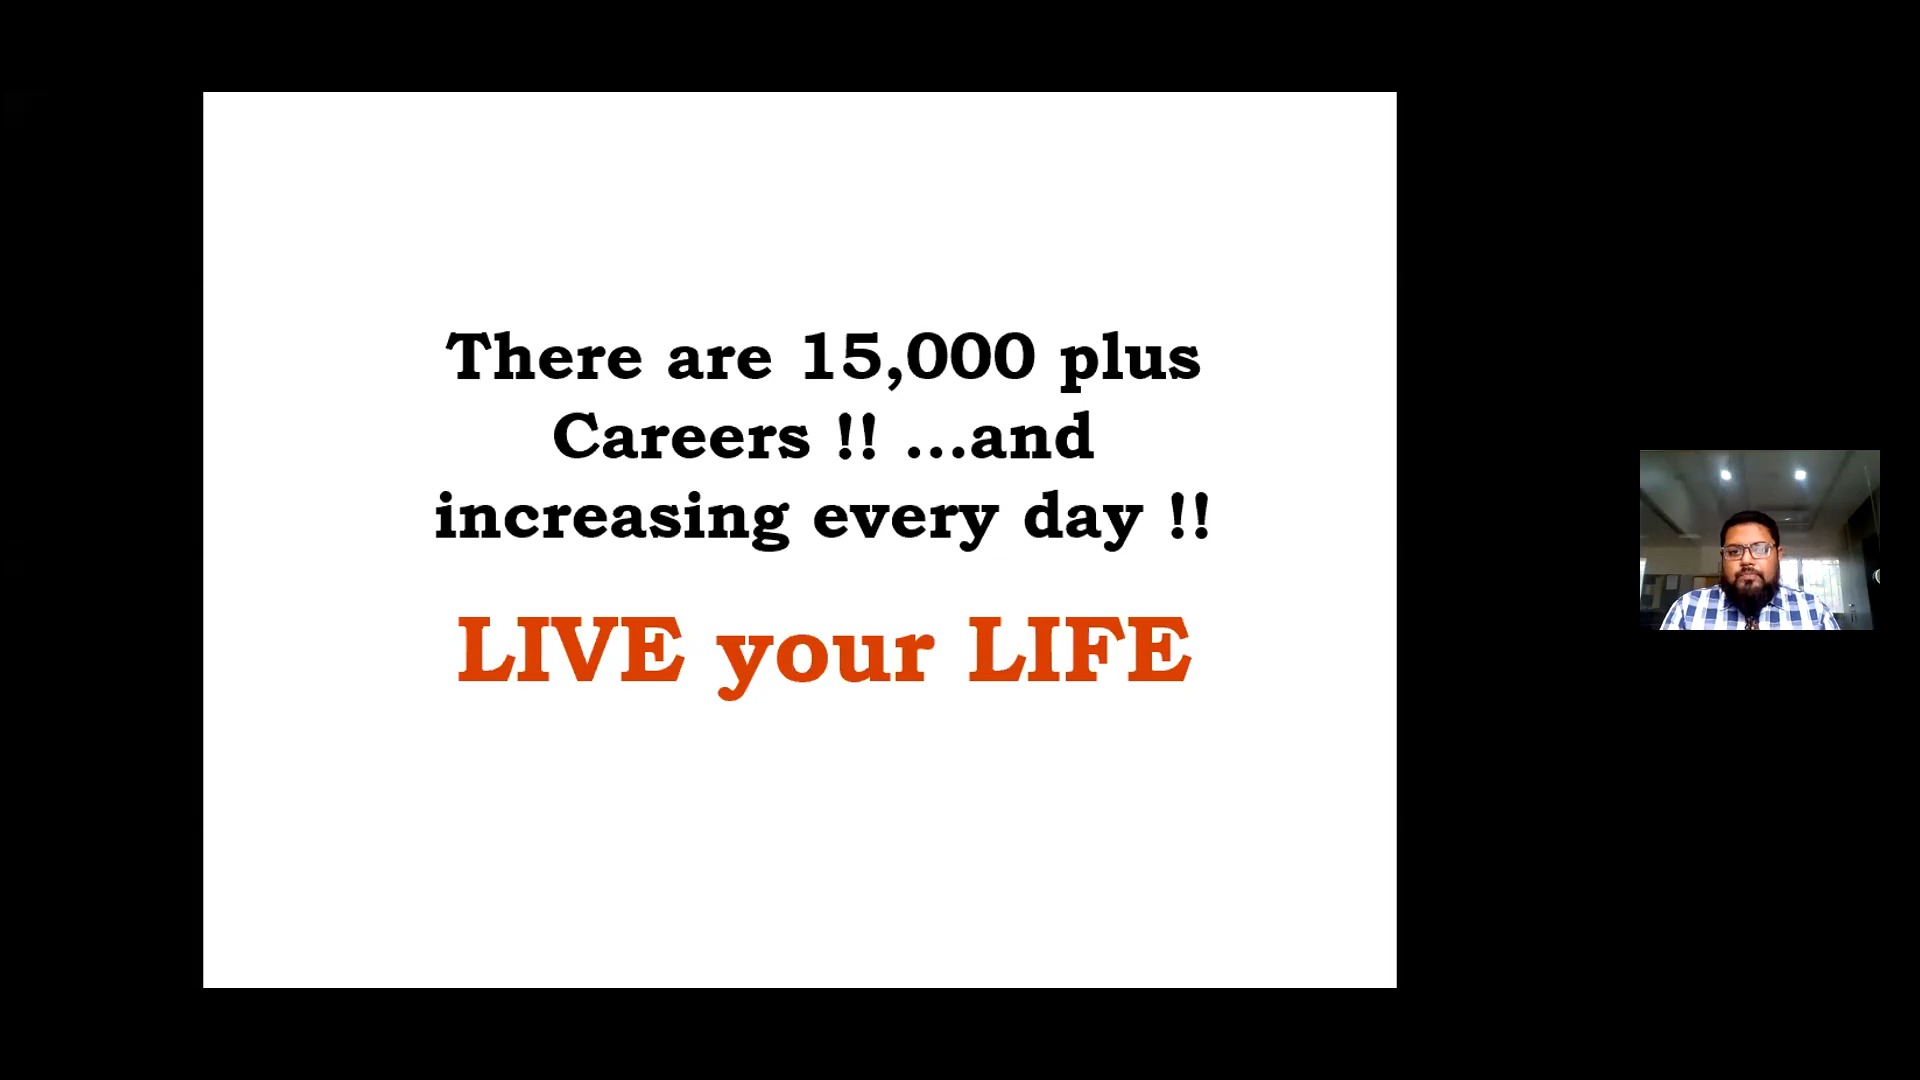 There are 15,000 plus
Careers !! ...and
increasing every day !!
LIVE your LIFE